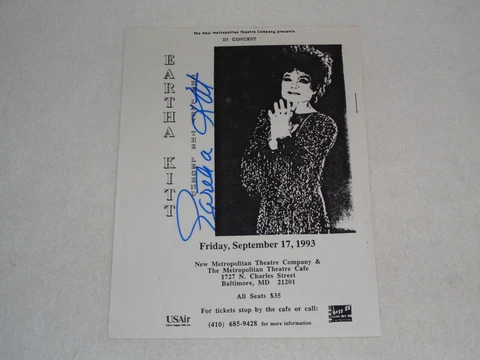 The New Metropolitan Theatre Company presents
IN CONCERT
EARTHA KITT
Eartha Kitt
Friday, September 17, 1993
New Metropolitan Theatre Company &
The Metropolitan Theatre Cafe
1727 N. Charles Street
Baltimore, MD 21201
All Seats $35
For tickets stop by the cafe or call:
(410) 685-9428 for more information
USAir